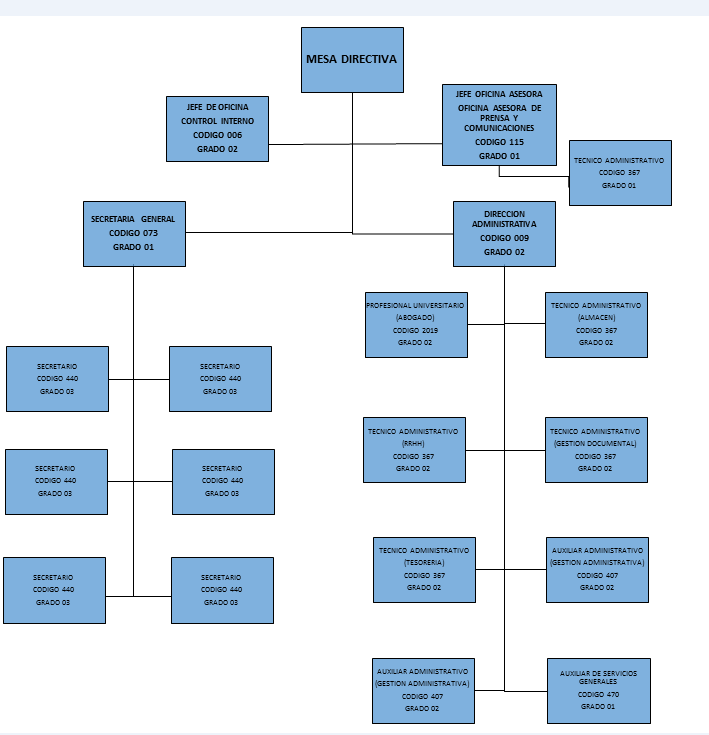 MESA DIRECTIVA
JEFE DE OFICINA
CONTROL INTERNO
CODIGO 006
GRADO 02
JEFE OFICINA ASESORA
OFICINA ASESORA DE
PRENSA Y
COMUNICACIONES
CODIGO 115
GRADO 01
TECNICO ADMINISTRATIVO
CODIGO 367
GRADO 01
SECRETARIA GENERAL
CODIGO 073
GRADO 01
DIRECCION
ADMINISTRATIVA
CODIGO 009
GRADO 02
PROFESIONAL UNIVERSITARIO
(ABOGADO)
CODIGO 2019
GRADO 02
TECNICO ADMINISTRATIVO
(ALMACEN)
CODIGO 367
GRADO 02
SECRETARIO
CODIGO 440
GRADO 03
SECRETARIO
CODIGO 440
GRADO 03
TECNICO ADMINISTRATIVO
(RRHH)
CODIGO 367
GRADO 02
TECNICO ADMINISTRATIVO
(GESTION DOCUMENTAL)
CODIGO 367
GRADO 02
SECRETARIO
CODIGO 440
GRADO 03
SECRETARIO
CODIGO 440
GRADO 03
TECNICO ADMINISTRATIVO
(TESORERIA)
CODIGO 367
GRADO 02
AUXILIAR ADMINISTRATIVO
(GESTION ADMINISTRATIVA)
CODIGO 407
GRADO 02
SECRETARIO
CODIGO 440
GRADO 03
SECRETARIO
CODIGO 440
GRADO 03
AUXILIAR ADMINISTRATIVO
(GESTION ADMINISTRATIVA)
CODIGO 407
GRADO 02
AUXILIAR DE SERVICIOS
GENERALES
CODIGO 470
GRADO 01